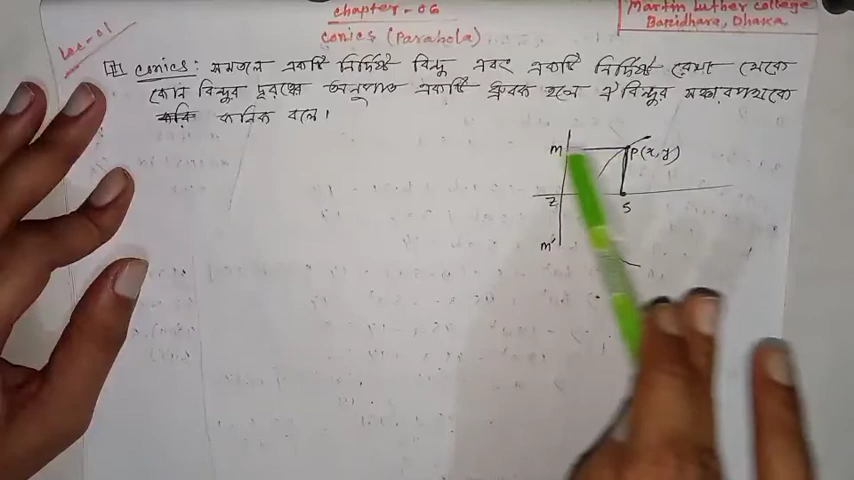 Lec-01
chapter-06
Conics (Parabola)
Martin Luther college
Baridhara, Dhaka
Conics: সমতলে একটি নির্দিষ্ট বিন্দু এবং একটি নির্দিষ্ট রেখা থেকে
কোন বিন্দুর দূরত্বের অনুপাত একটি ধ্রুবক হলে ঐ বিন্দুর সঞ্চারপথকে
কনিক বলে।
M
P(x,y)
Z
S
M'